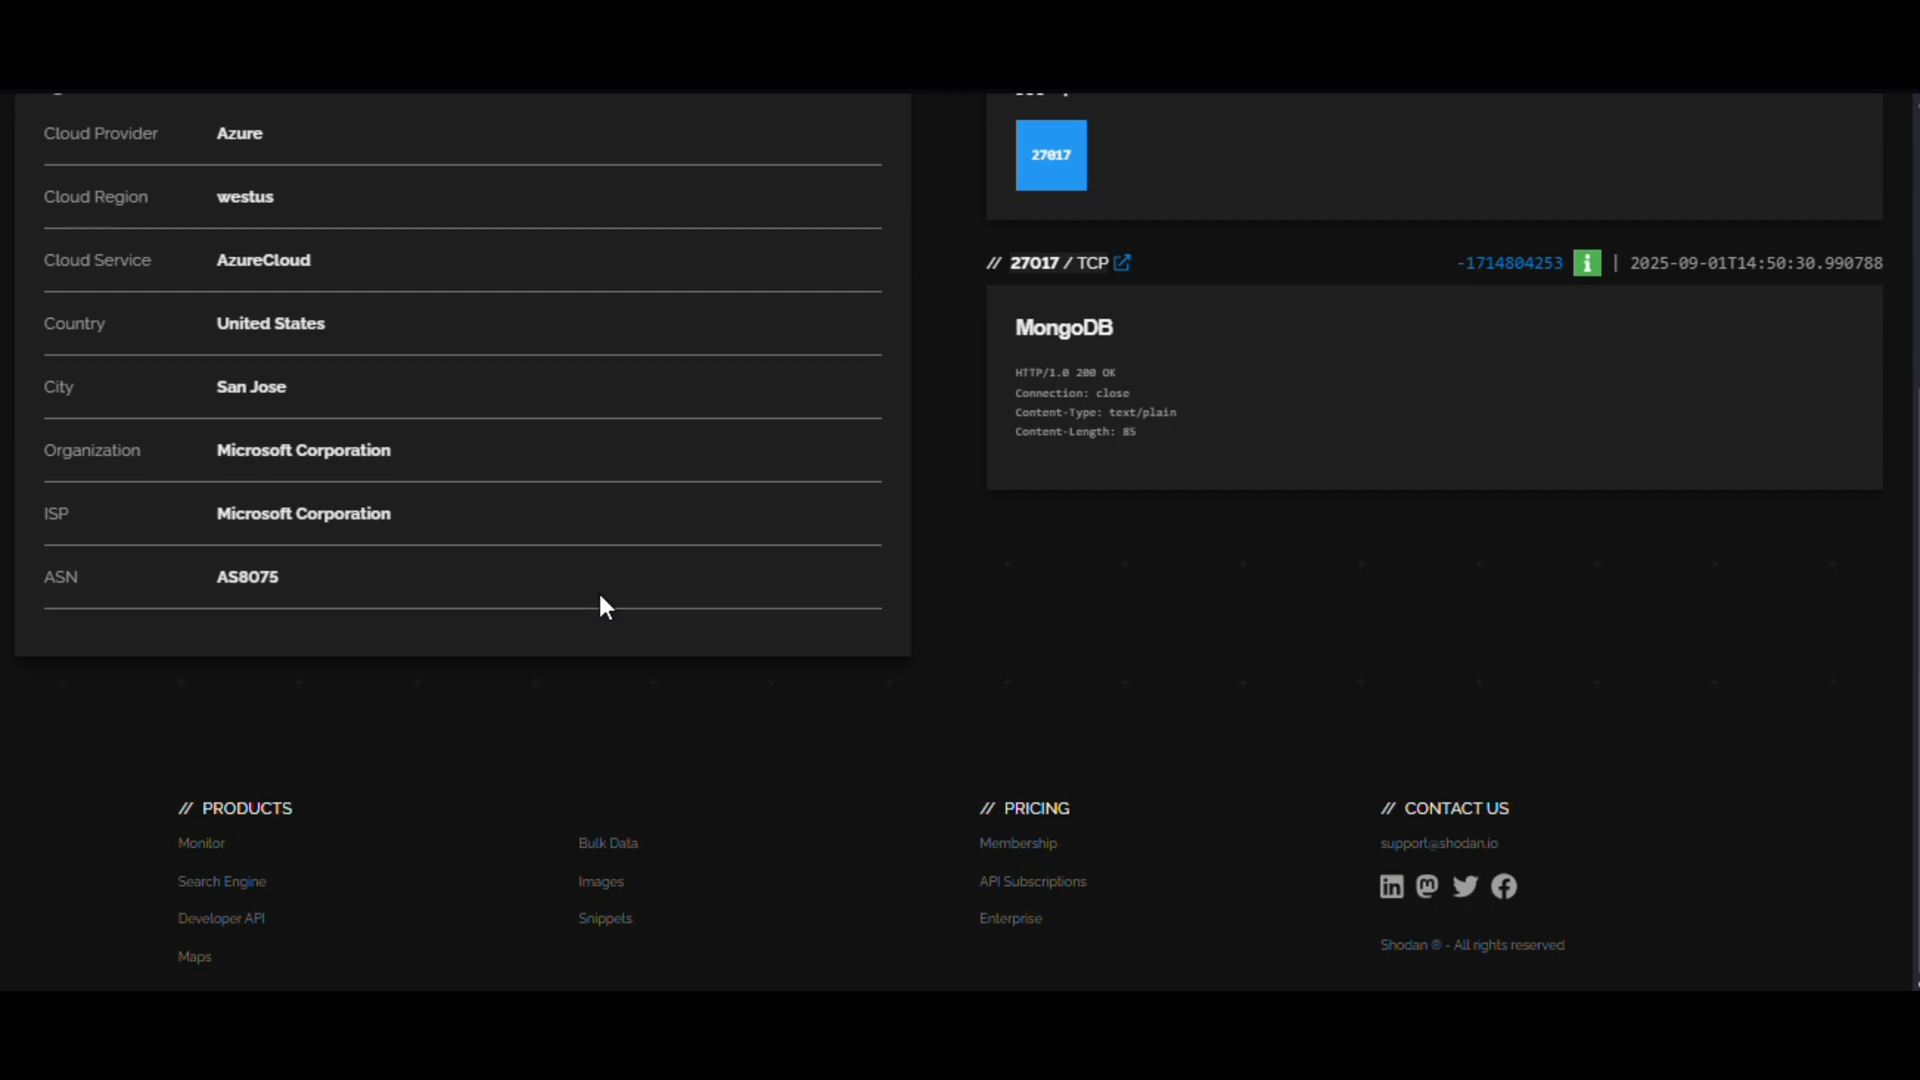 Cloud Provider Azure
Cloud Region westus
Cloud Service AzureCloud
Country United States
City San Jose
Organization Microsoft Corporation
ISP Microsoft Corporation
ASN AS8075
27017
// 27017 / TCP -1714804253 | 2025-09-01T14:50:30.990788
MongoDB
HTTP/1.0 200 OK
Connection: close
Content-Type: text/plain
Content-Length: 85
// PRODUCTS
Monitor
Search Engine
Developer API
Maps
Bulk Data
Images
Snippets
// PRICING
Membership
API Subscriptions
Enterprise
// CONTACT US
support@shodan.io
Shodan ® - All rights reserved